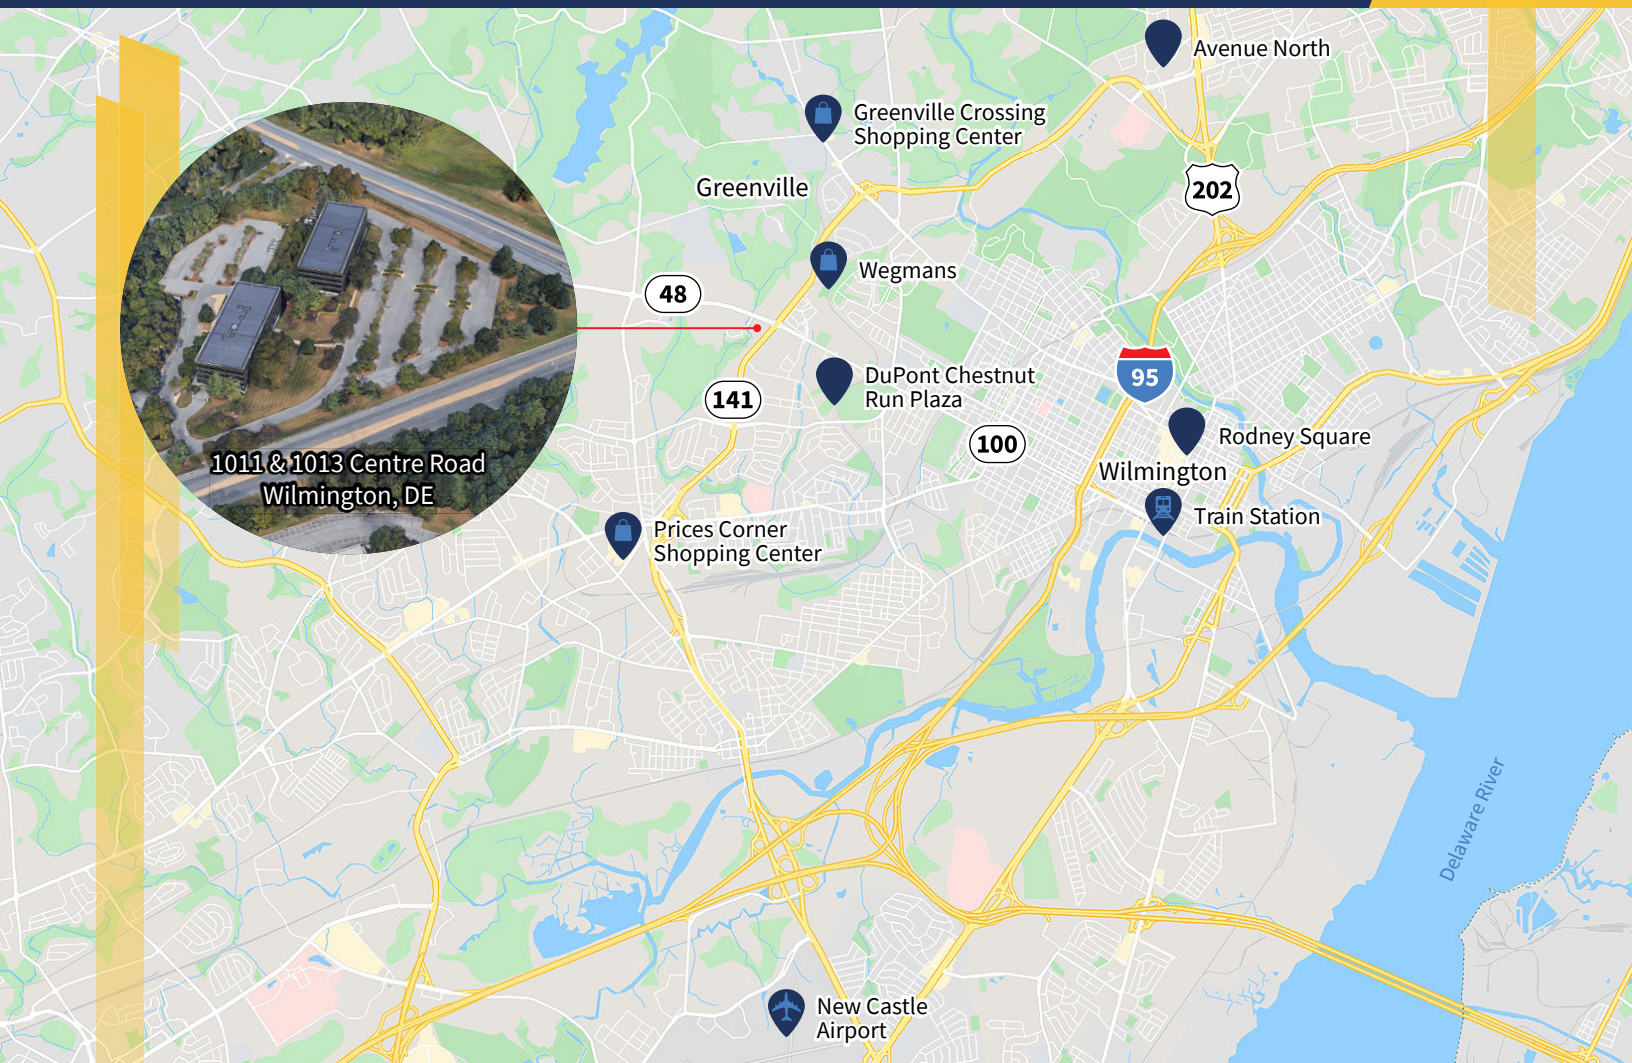 Avenue North
Greenville Crossing
Shopping Center
Greenville
202
Wegmans
48
DuPont Chestnut
Run Plaza
95
141
100
Rodney Square
Wilmington
1011 & 1013 Centre Road
Wilmington, DE
Train Station
Prices Corner
Shopping Center
Delaware River
New Castle
Airport